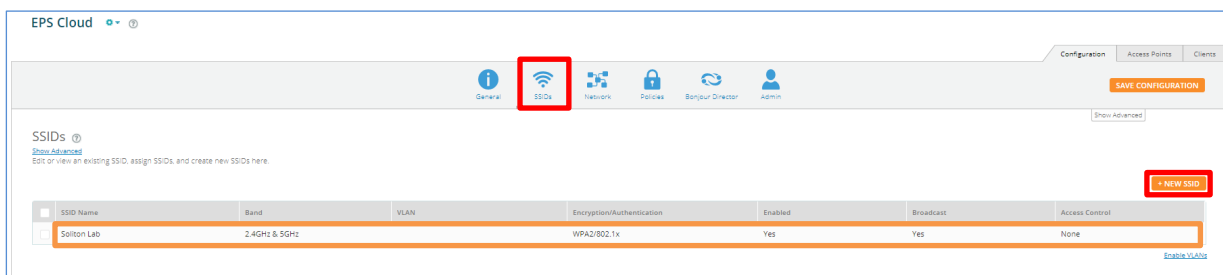 EPS Cloud
Configuration Access Points Clients
General SSIDs Network Policies Bonjour Director Admin
SAVE CONFIGURATION
Show Advanced
SSIDs
Show Advanced
Edit or view an existing SSID, assign SSIDs, and create new SSIDs here.
+ NEW SSID
SSID Name Band VLAN Encryption/Authentication Enabled Broadcast Access Control
Soliton Lab 2.4GHz & 5GHz WPA2/802.1x Yes Yes None
Enable VLANs